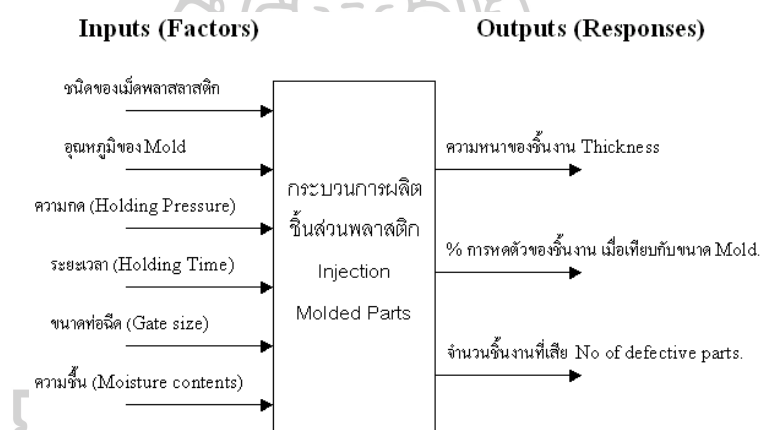 Inputs (Factors)
Outputs (Responses)
ชนิดของเม็ดพลาสลาสติก
อุณหภูมิของ Mold
ความกด (Holding Pressure)
ระยะเวลา (Holding Time)
ขนาดท่อฉีด (Gate size)
ความชื้น (Moisture contents)
กระบวนการผลิต
ชิ้นส่วนพลาสติก
Injection
Molded Parts
ความหนาของชิ้นงาน Thickness
% การหดตัวของชิ้นงาน เมื่อเทียบกับขนาด Mold.
จำนวนชิ้นงานที่เสีย No of defective parts.